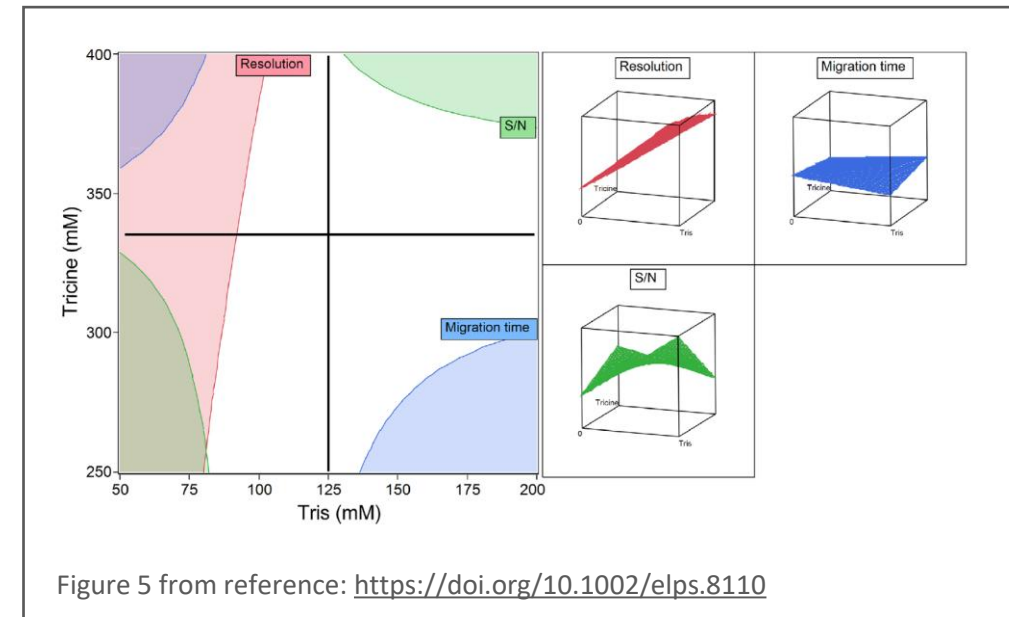 400
Resolution
S/N
350
Tricine (mM)
300
Migration time
250
50 75 100 125 150 175 200
Tris (mM)
Resolution
Tricine
0
Tris
Migration time
Tricine
0
Tris
S/N
Tricine
0
Tris
Figure 5 from reference: https://doi.org/10.1002/elps.8110